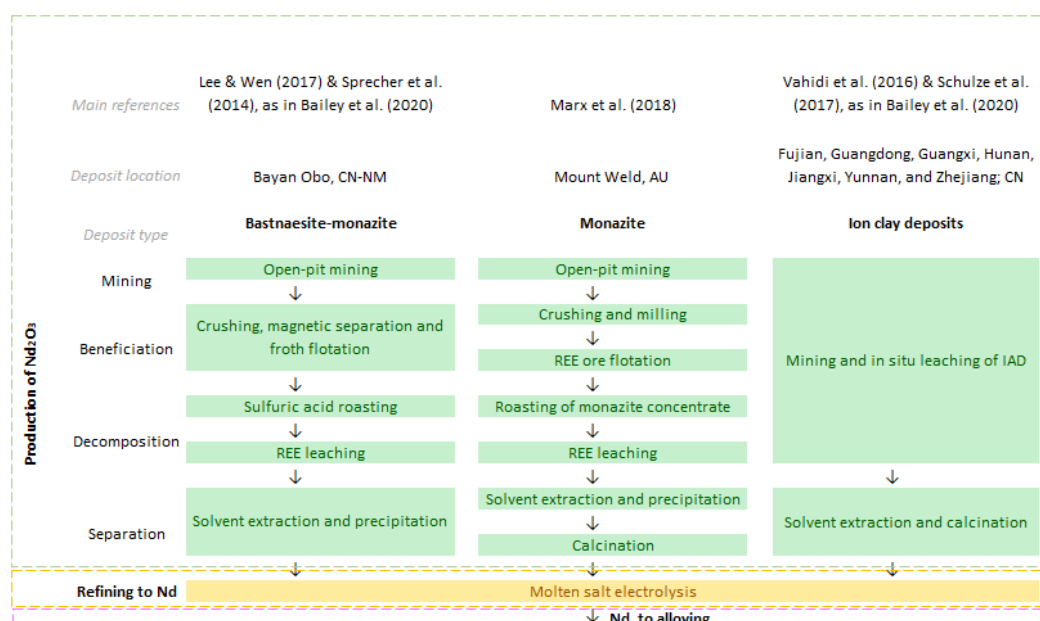 Main references
Lee & Wen (2017) & Sprecher et al.
(2014), as in Bailey et al. (2020)
Marx et al. (2018)
Vahidi et al. (2016) & Schulze et al.
(2017), as in Bailey et al. (2020)
Deposit location
Bayan Obo, CN-NM
Mount Weld, AU
Fujian, Guangdong, Guangxi, Hunan,
Jiangxi, Yunnan, and Zhejiang; CN
Deposit type
Bastnaesite-monazite
Monazite
Ion clay deposits
Production of Nd₂O₃
Mining
Open-pit mining
Open-pit mining
Mining and in situ leaching of IAD
Beneficiation
Crushing, magnetic separation and
froth flotation
Crushing and milling
REE ore flotation
Decomposition
Sulfuric acid roasting
REE leaching
Roasting of monazite concentrate
REE leaching
Separation
Solvent extraction and precipitation
Solvent extraction and precipitation
Calcination
Solvent extraction and calcination
Refining to Nd
Molten salt electrolysis
Nd, to alloying